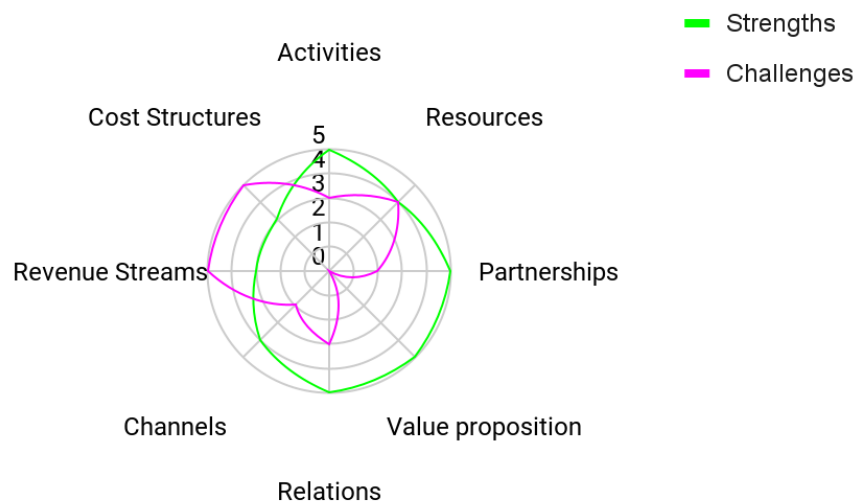 Strengths
Activities
Challenges
Cost Structures
Resources
5
4
3
2
1
0
Revenue Streams
Partnerships
Channels
Value proposition
Relations